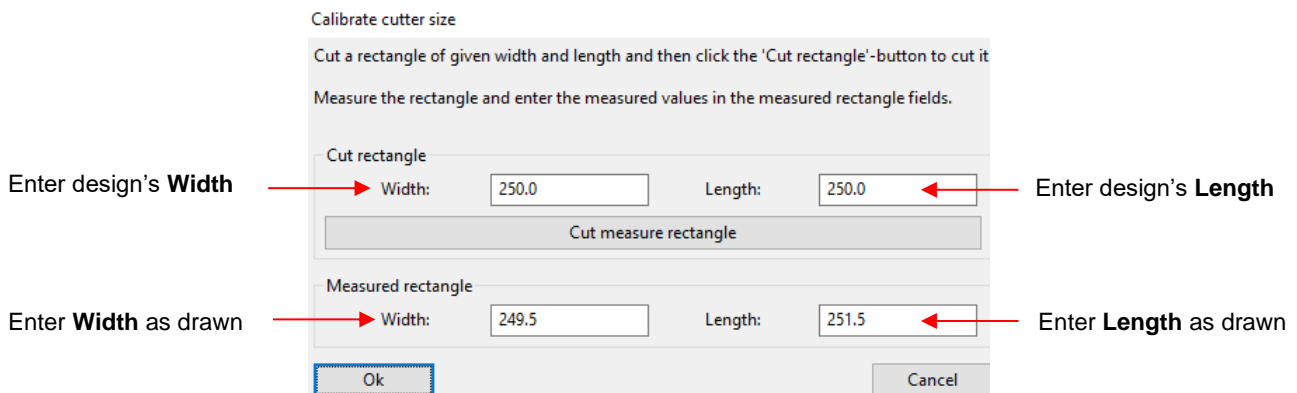 Calibrate cutter size
Cut a rectangle of given width and length and then click the 'Cut rectangle'-button to cut it
Measure the rectangle and enter the measured values in the measured rectangle fields.
Cut rectangle
Enter design's Width
Width:
250.0
Length:
250.0
Enter design's Length
Cut measure rectangle
Measured rectangle
Enter Width as drawn
Width:
249.5
Length:
251.5
Enter Length as drawn
Ok
Cancel